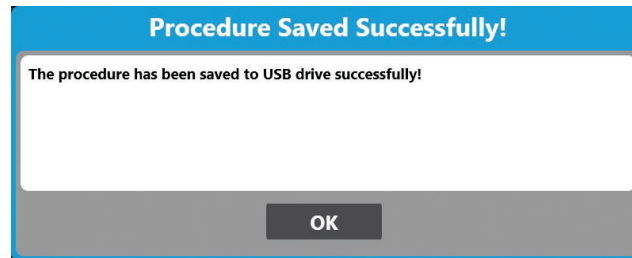 Procedure Saved Successfully!
The procedure has been saved to USB drive successfully!
OK